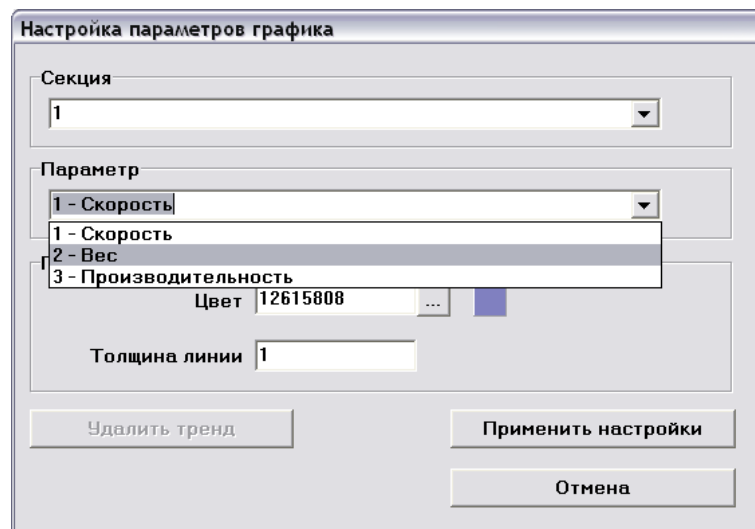 Настройка параметров графика
Секция
1
Параметр
1 - Скорость
1 - Скорость
2 - Вес
3 - Производительность
Цвет 12615808 ...
Толщина линии 1
Удалить тренд
Применить настройки
Отмена